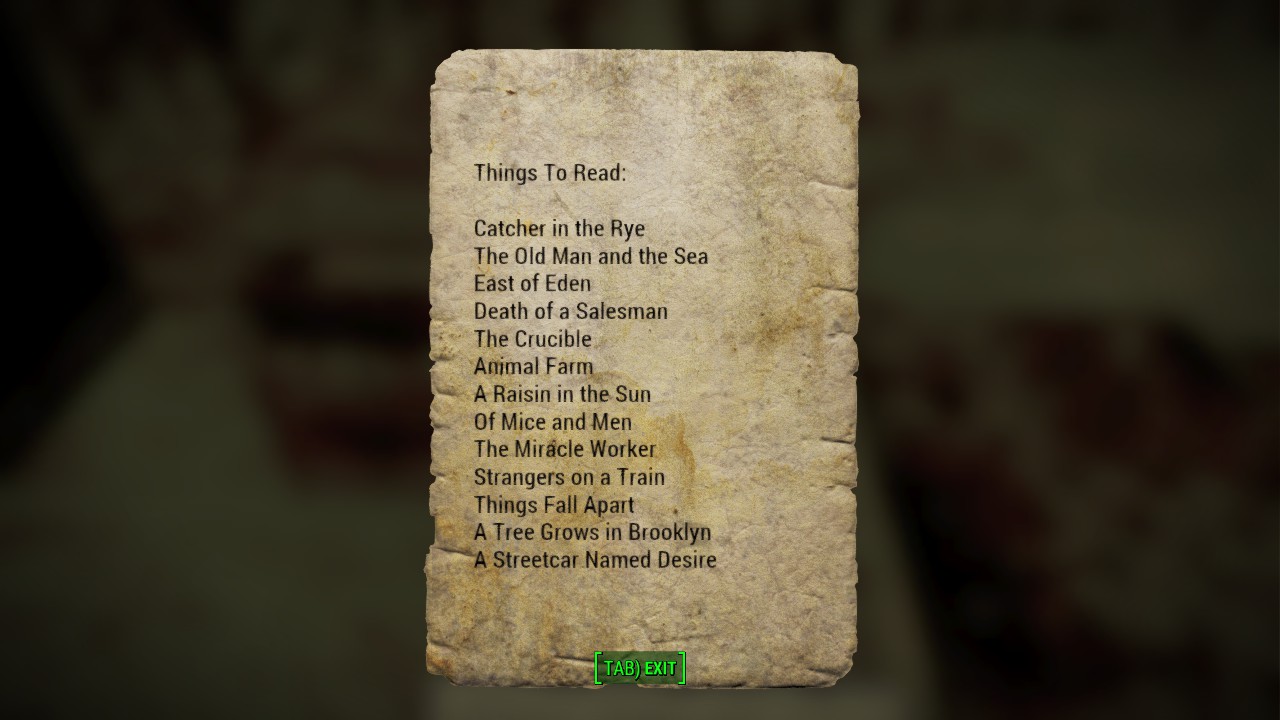 Things To Read:
Catcher in the Rye
The Old Man and the Sea
East of Eden
Death of a Salesman
The Crucible
Animal Farm
A Raisin in the Sun
Of Mice and Men
The Miracle Worker
Strangers on a Train
Things Fall Apart
A Tree Grows in Brooklyn
A Streetcar Named Desire
[TAB) EXIT]